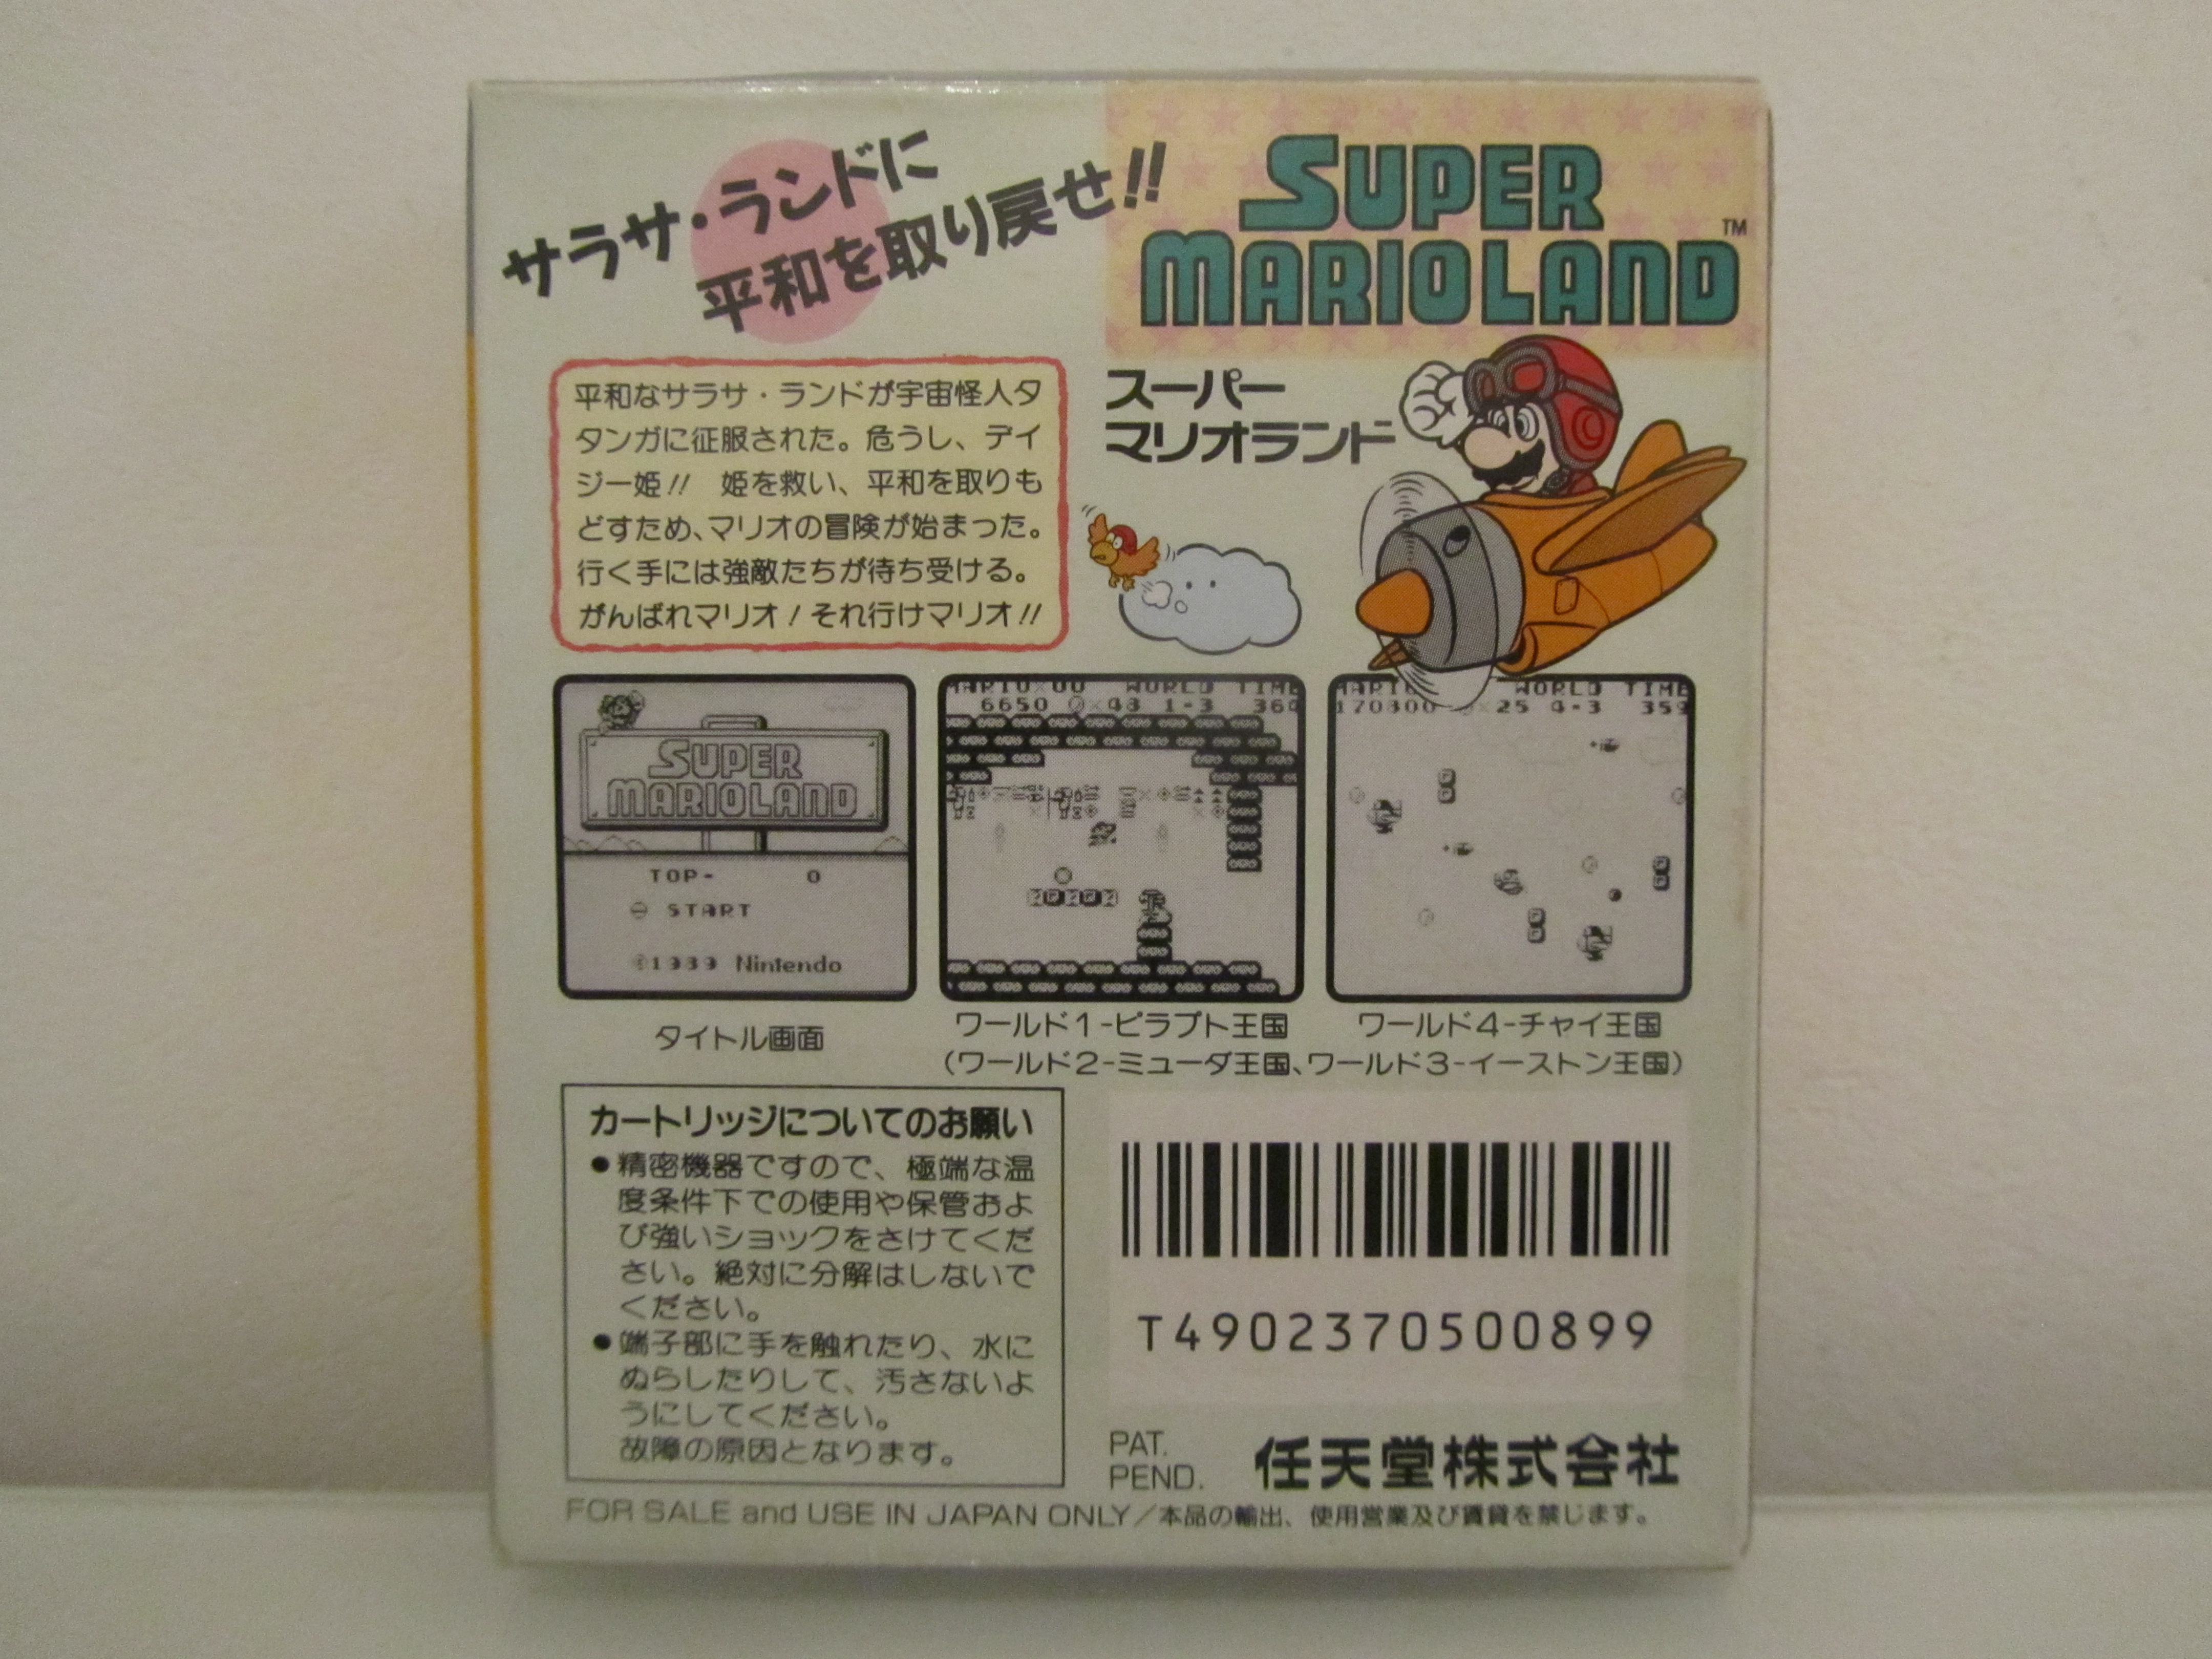 サラサ・ランドに
平和を取り戻せ!!
SUPER
MARIOLAND™
スーパー
マリオランド
平和なサラサ・ランドが宇宙怪人タ
タンガに征服された。危うし、デイ
ジー姫!!　姫を救い、平和を取りも
どすため、マリオの冒険が始まった。
行く手には強敵たちが待ち受ける。
がんばれマリオ！それ行けマリオ!!
SUPER
MARIOLAND
TOP- 0
START
©1989 Nintendo
タイトル画面
MARIO×00 WORLD TIME
6650 ×43 1-3 364
ワールド1-ピラプト王国
WORLD TIME
170800 ×25 4-3 359
ワールド4-チャイ王国
(ワールド2-ミューダ王国、ワールド3-イーストン王国)
カートリッジについてのお願い
●精密機器ですので、極端な温
度条件下での使用や保管およ
び強いショックをさけてくだ
さい。絶対に分解はしないで
ください。
●端子部に手を触れたり、水に
ぬらしたりして、汚さないよ
うにしてください。
故障の原因となります。
T4902370500899
PAT.
PEND.
任天堂株式会社
FOR SALE and USE IN JAPAN ONLY／本品の輸出、使用営業及び賃貸を禁じます。